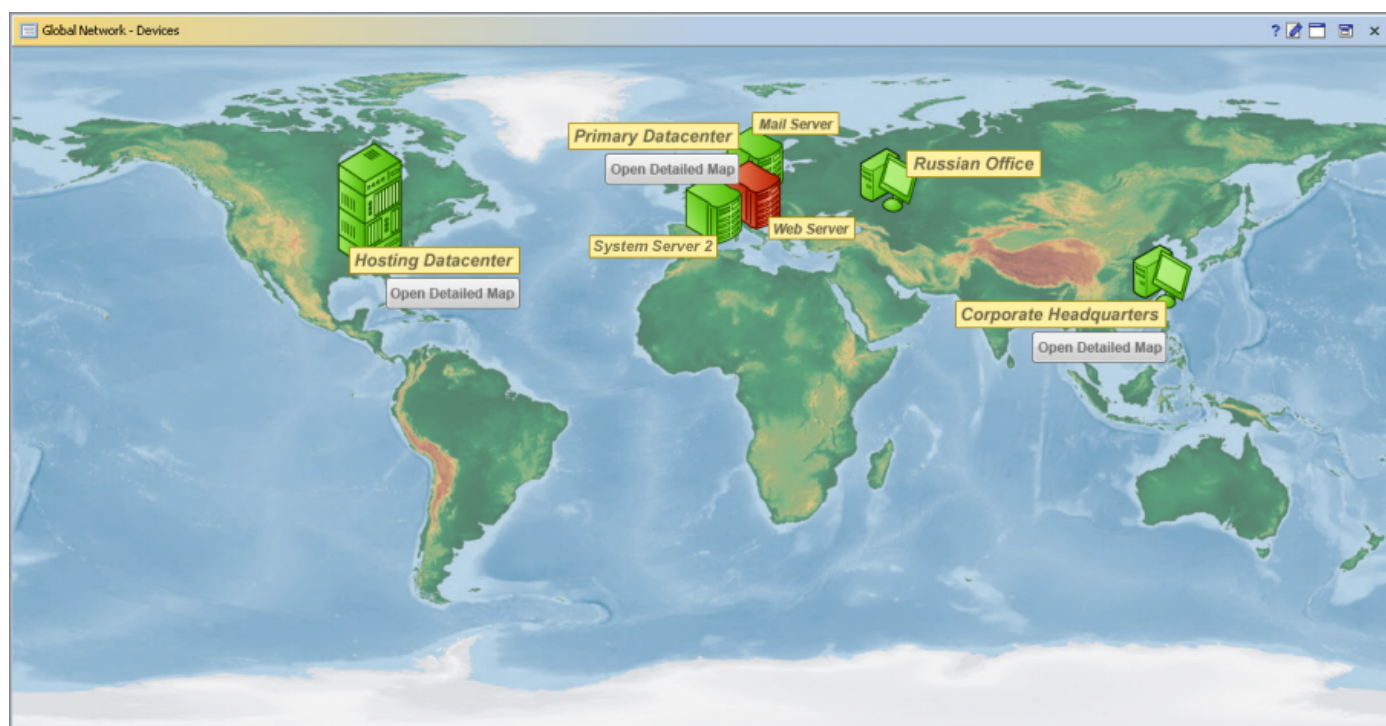 Global Network - Devices
?
Mail Server
Primary Datacenter
Open Detailed Map
Russian Office
Web Server
System Server 2
Hosting Datacenter
Open Detailed Map
Corporate Headquarters
Open Detailed Map